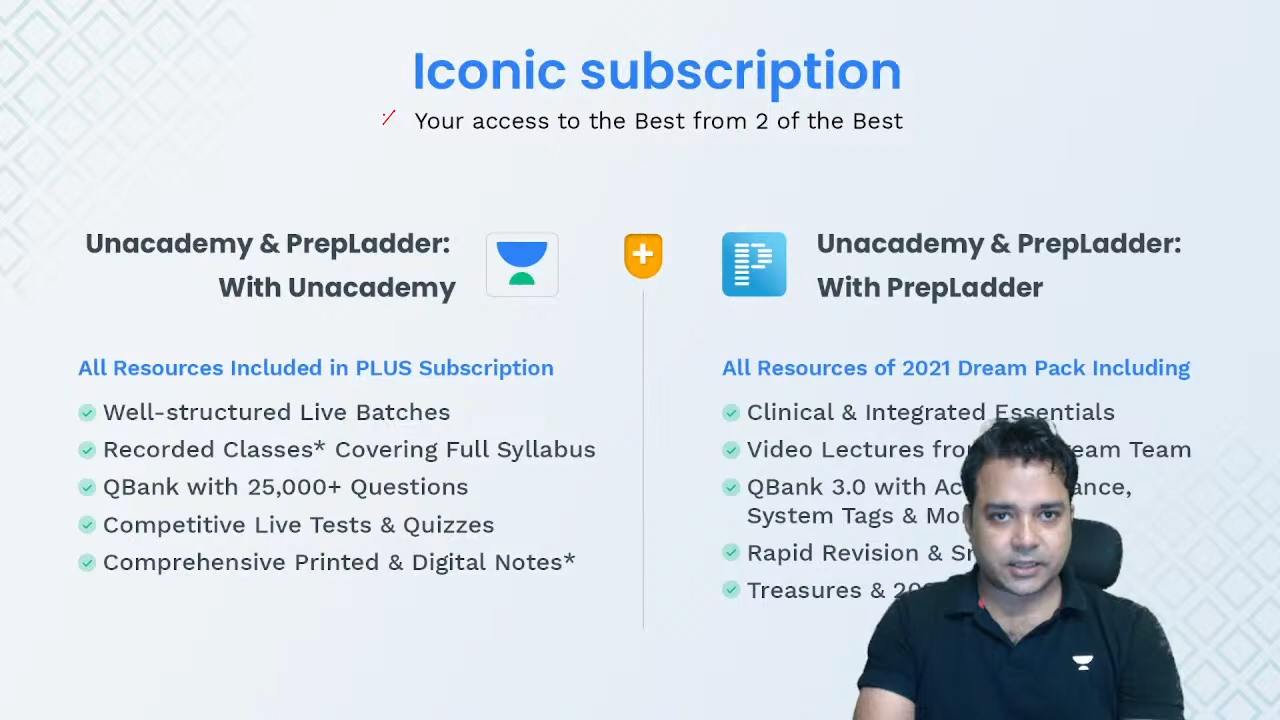 Iconic subscription
Your access to the Best from 2 of the Best
Unacademy & PrepLadder:
With Unacademy
Unacademy & PrepLadder:
With PrepLadder
All Resources Included in PLUS Subscription
Well-structured Live Batches
Recorded Classes* Covering Full Syllabus
QBank with 25,000+ Questions
Competitive Live Tests & Quizzes
Comprehensive Printed & Digital Notes*
All Resources of 2021 Dream Pack Including
Clinical & Integrated Essentials
Video Lectures Team
QBank 3.0 with
System Tags &
Rapid Revision &
Treasures &